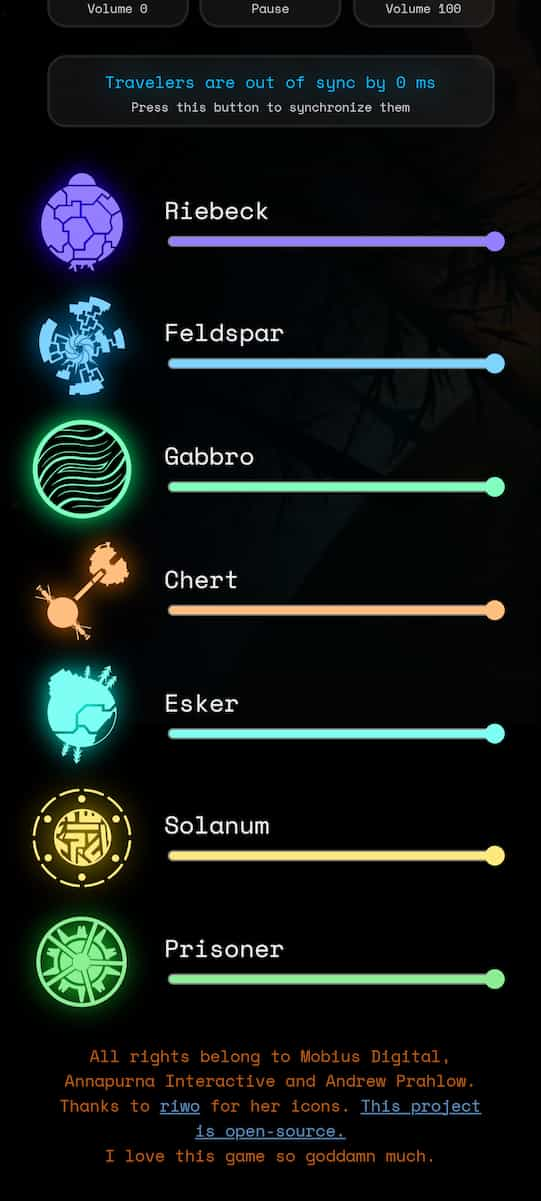 Volume 0
Pause
Volume 100
Travelers are out of sync by 0 ms
Press this button to synchronize them
Riebeck
Feldspar
Gabbro
Chert
Esker
Solanum
Prisoner
All rights belong to Mobius Digital,
Annapurna Interactive and Andrew Prahlow.
Thanks to riwo for her icons. This project
is open-source.
I love this game so goddamn much.